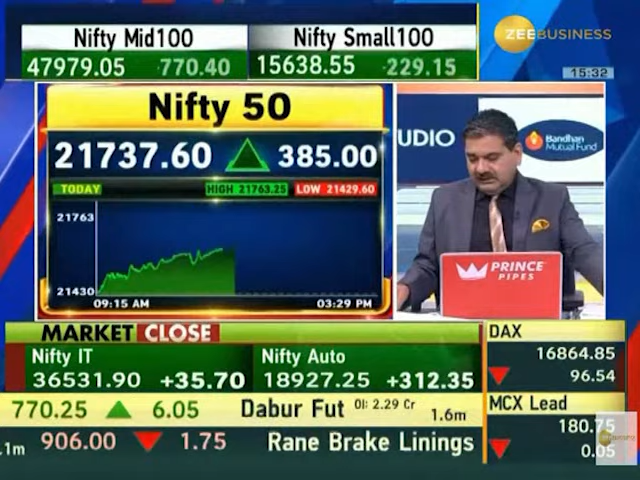 Nifty Mid100
47979.05 770.40
Nifty Small100
15638.55 -229.15
ZEE BUSINESS
15:32
Nifty 50
21737.60 385.00
TODAY
HIGH 21763.25 LOW 21429.60
21763
21430
09:15 AM 03:29 PM
UDIO
Bandhan
Mutual Fund
PRINCE
PIPES
MARKET CLOSE
Nifty IT
36531.90 +35.70
Nifty Auto
18927.25 +312.35
DAX
16864.85
96.54
MCX Lead
180.75
0.05
770.25 6.05 Dabur Fut OI: 2.29 Cr 1.6m
.1m 906.00 1.75 Rane Brake Linings